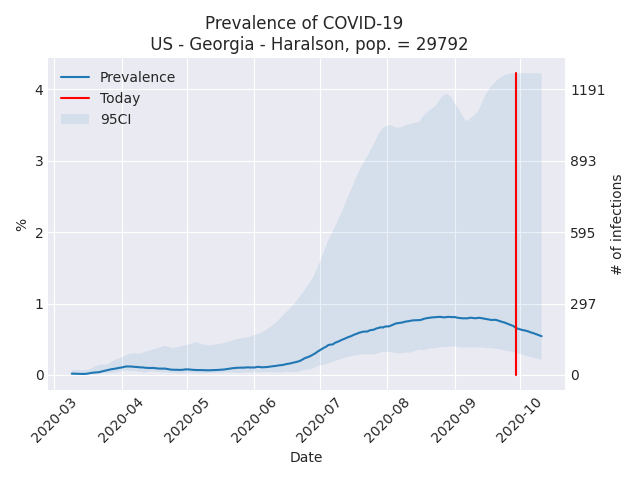 Prevalence of COVID-19
US - Georgia - Haralson, pop. = 29792
Prevalence
Today
95CI
4
3
2
1
0
%
1191
893
595
297
0
# of infections
2020-03
2020-04
2020-05
2020-06
2020-07
2020-08
2020-09
2020-10
Date